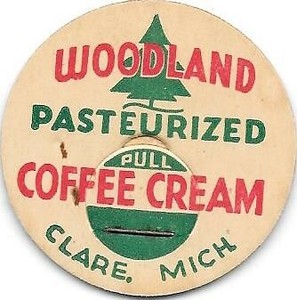 WOODLAND
PASTEURIZED
PULL
COFFEE CREAM
CLARE, MICH.